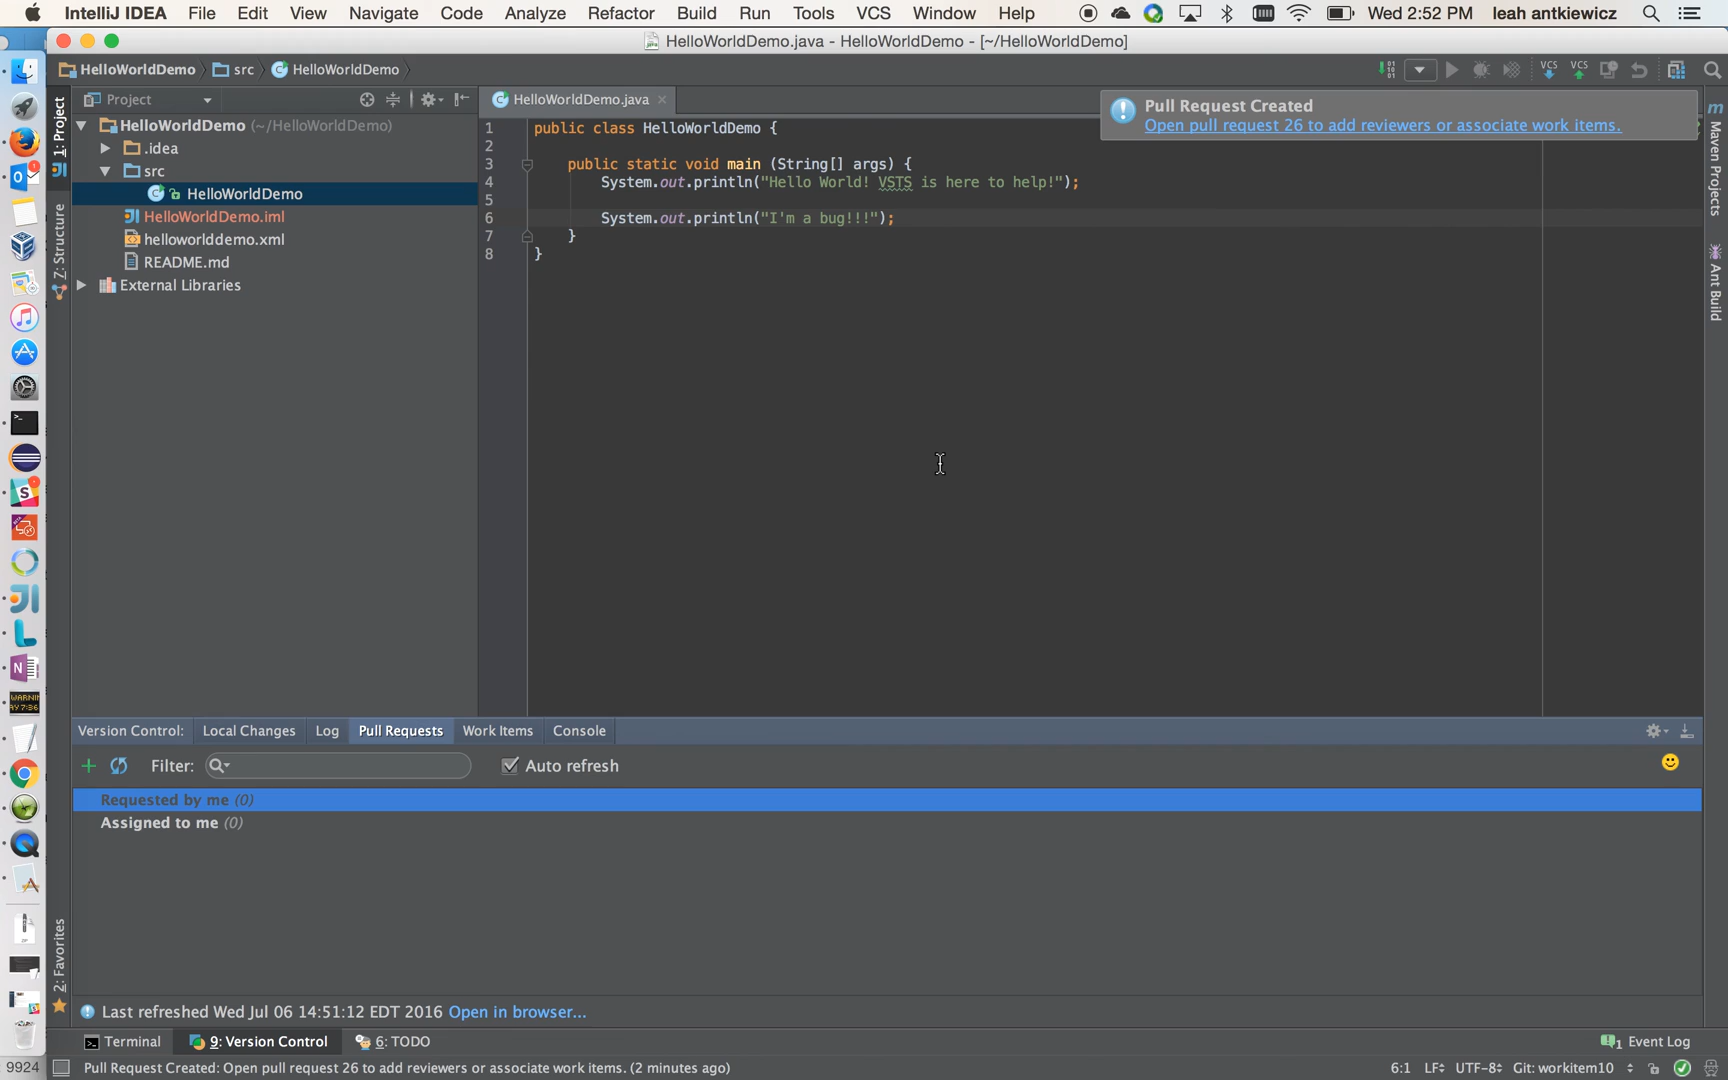 IntelliJ IDEA File Edit View Navigate Code Analyze Refactor Build Run Tools VCS Window Help Wed 2:52 PM leah antkiewicz
HelloWorldDemo.java - HelloWorldDemo - [~/HelloWorldDemo]
HelloWorldDemo src HelloWorldDemo
VCS VCS
Project
HelloWorldDemo.java
Pull Request Created
Open pull request 26 to add reviewers or associate work items.
1: Project
Z: Structure
2: Favorites
HelloWorldDemo (~/HelloWorldDemo)
.idea
src
HelloWorldDemo
HelloWorldDemo.iml
helloworlddemo.xml
README.md
External Libraries
1 public class HelloWorldDemo {
2
3 public static void main (String[] args) {
4 System.out.println("Hello World! VSTS is here to help!");
5
6 System.out.println("I'm a bug!!!");
7 }
8 }
Maven Projects
Ant Build
Version Control: Local Changes Log Pull Requests Work Items Console
Filter: Auto refresh
Requested by me (0)
Assigned to me (0)
Last refreshed Wed Jul 06 14:51:12 EDT 2016 Open in browser...
Terminal 9: Version Control 6: TODO 1 Event Log
9924 Pull Request Created: Open pull request 26 to add reviewers or associate work items. (2 minutes ago) 6:1 LF UTF-8 Git: workitem10